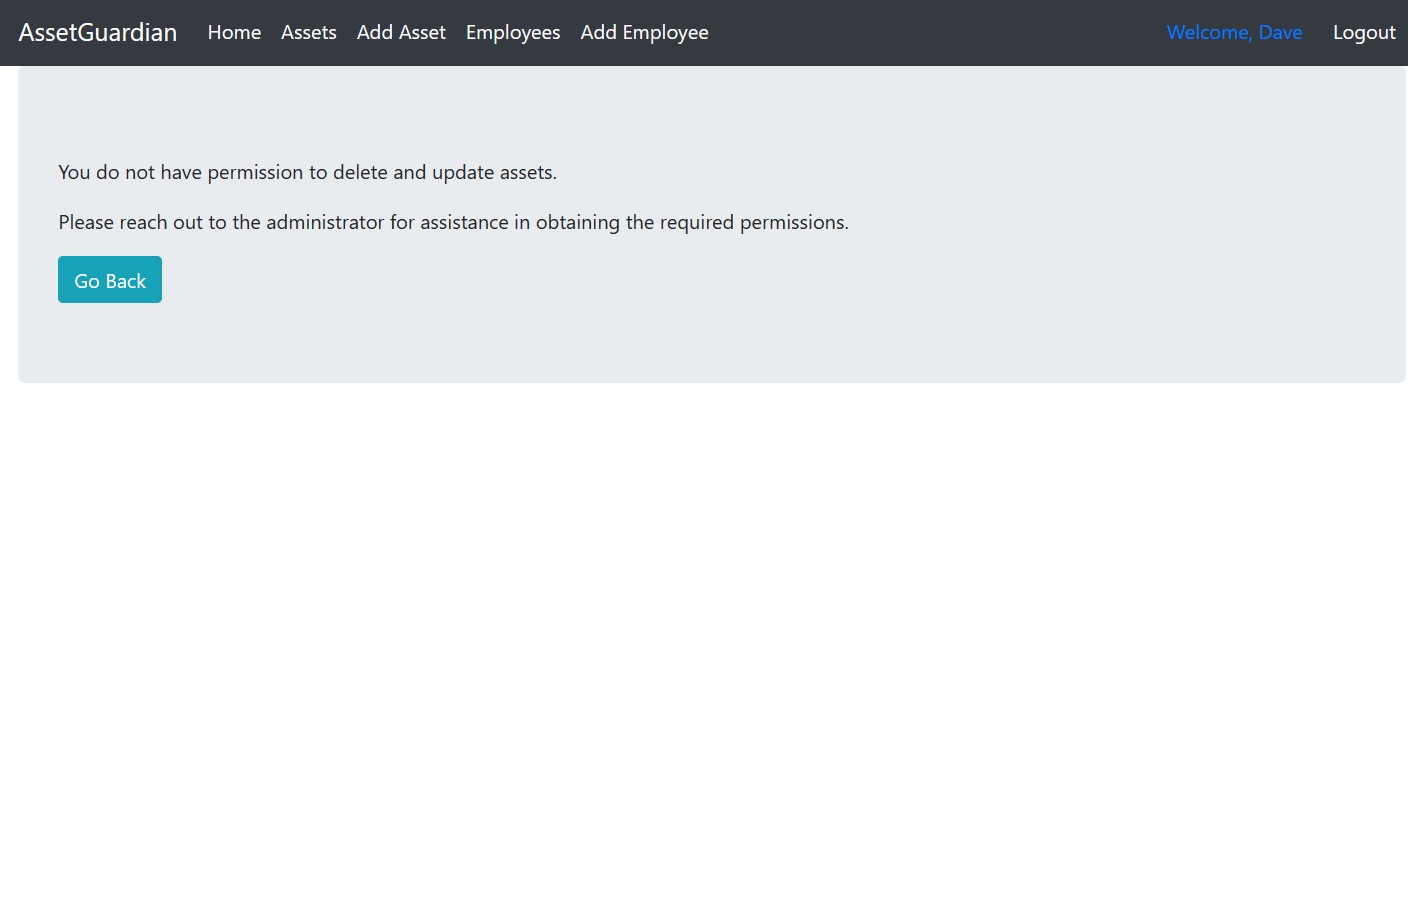 AssetGuardian Home Assets Add Asset Employees Add Employee Welcome, Dave Logout
You do not have permission to delete and update assets.
Please reach out to the administrator for assistance in obtaining the required permissions.
Go Back